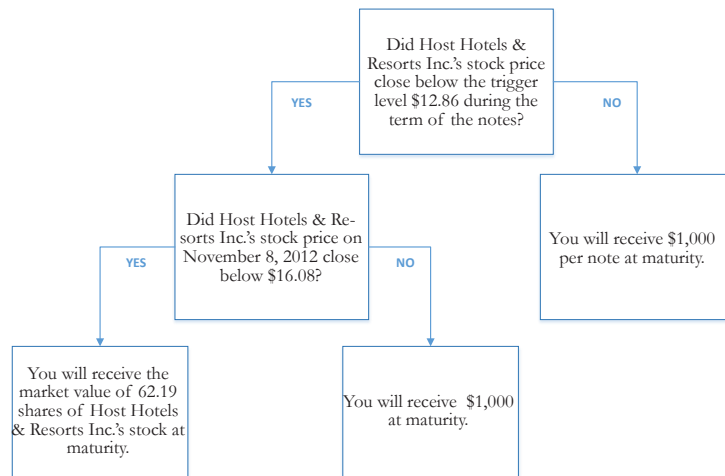 Did Host Hotels &
Resorts Inc.'s stock price
close below the trigger
level $12.86 during the
term of the notes?
YES
NO
Did Host Hotels & Re-
sorts Inc.'s stock price on
November 8, 2012 close
below $16.08?
You will receive $1,000
per note at maturity.
YES
NO
You will receive the
market value of 62.19
shares of Host Hotels
& Resorts Inc.'s stock at
maturity.
You will receive $1,000
at maturity.